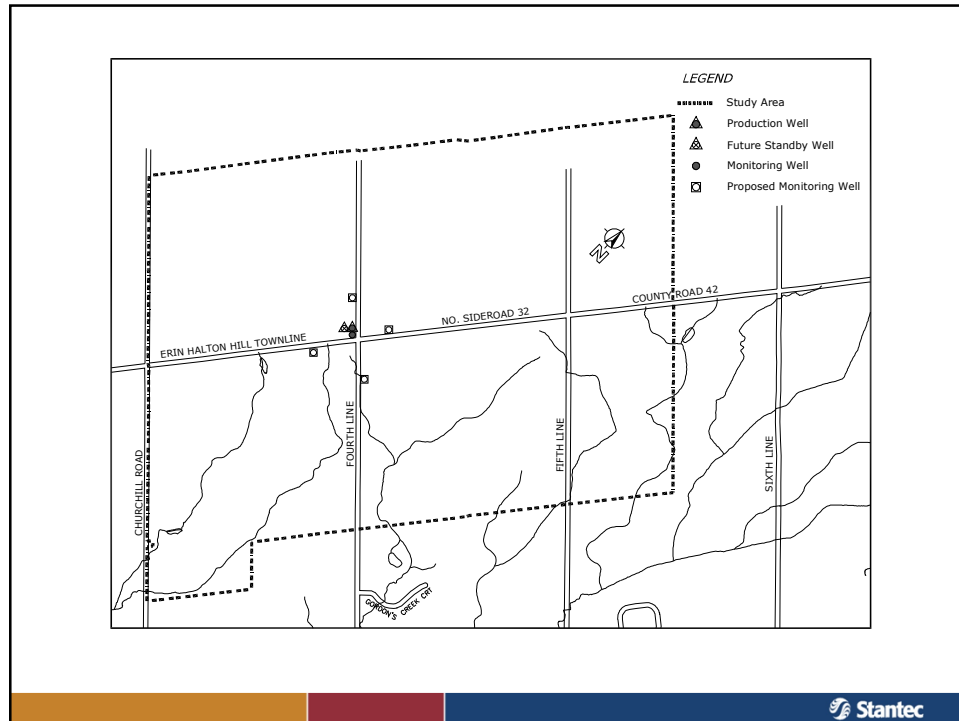 LEGEND
Study Area
Production Well
Future Standby Well
Monitoring Well
Proposed Monitoring Well
N
COUNTY ROAD 42
NO. SIDEROAD 32
ERIN HALTON HILL TOWNLINE
CHURCHILL ROAD
FOURTH LINE
FIFTH LINE
SIXTH LINE
GORDON'S CREEK CRT
Stantec